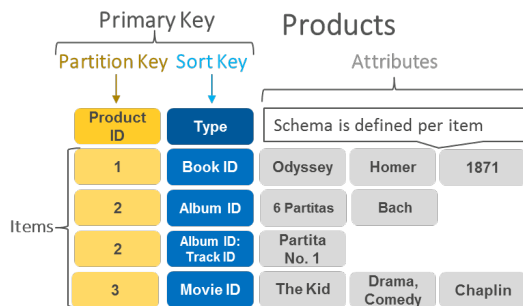 Primary Key
Products
Partition Key
Sort Key
Attributes
Product
ID
Type
Schema is defined per item
Items
1
Book ID
Odyssey
Homer
1871
2
Album ID
6 Partitas
Bach
2
Album ID:
Track ID
Partita
No. 1
3
Movie ID
The Kid
Drama,
Comedy
Chaplin